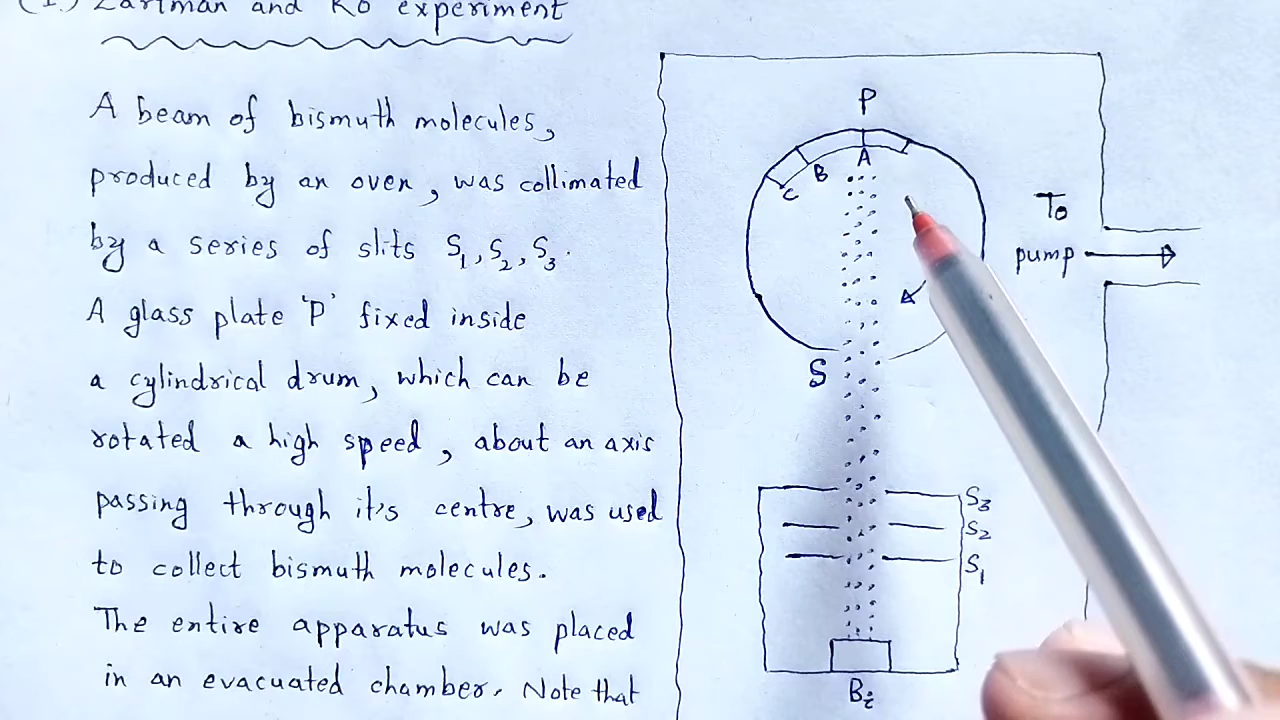 (I.) Zartman and Ko experiment
A beam of bismuth molecules,
produced by an oven, was collimated
by a series of slits S₁, S₂, S₃.
A glass plate 'P' fixed inside
a cylindrical drum, which can be
rotated a high speed, about an axis
passing through it's centre, was used
to collect bismuth molecules.
The entire apparatus was placed
in an evacuated chamber. Note that
P
A
B
C
To
pump
S
S₃
S₂
S₁
Bi